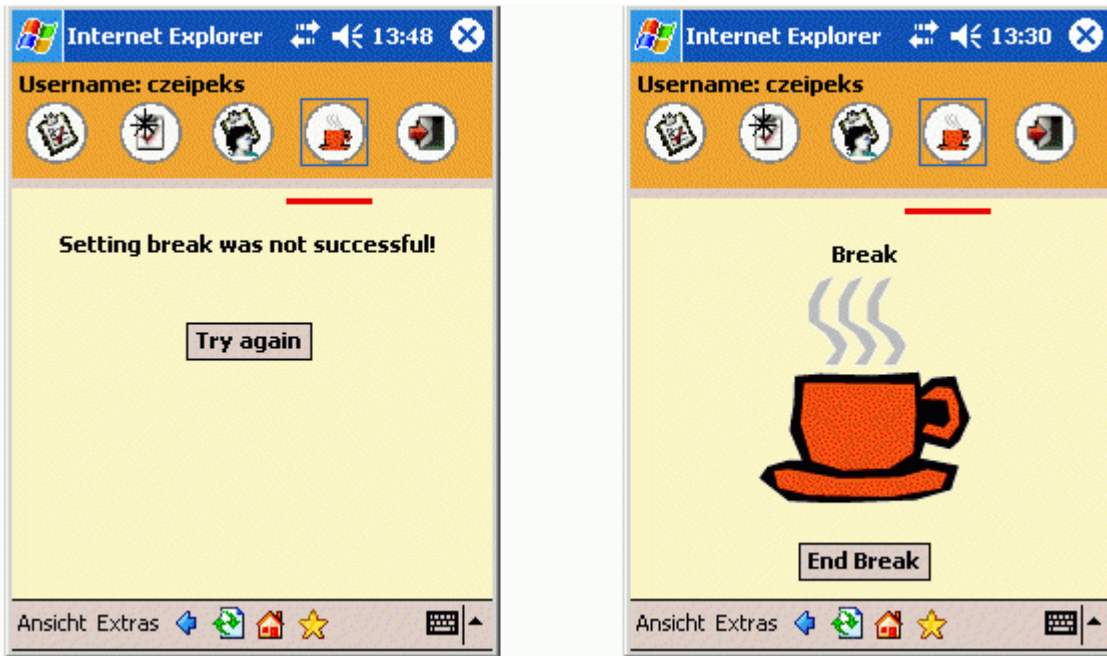 Internet Explorer 13:48
Username: czeipeks
Setting break was not successful!
Try again
Ansicht Extras
Internet Explorer 13:30
Username: czeipeks
Break
End Break
Ansicht Extras